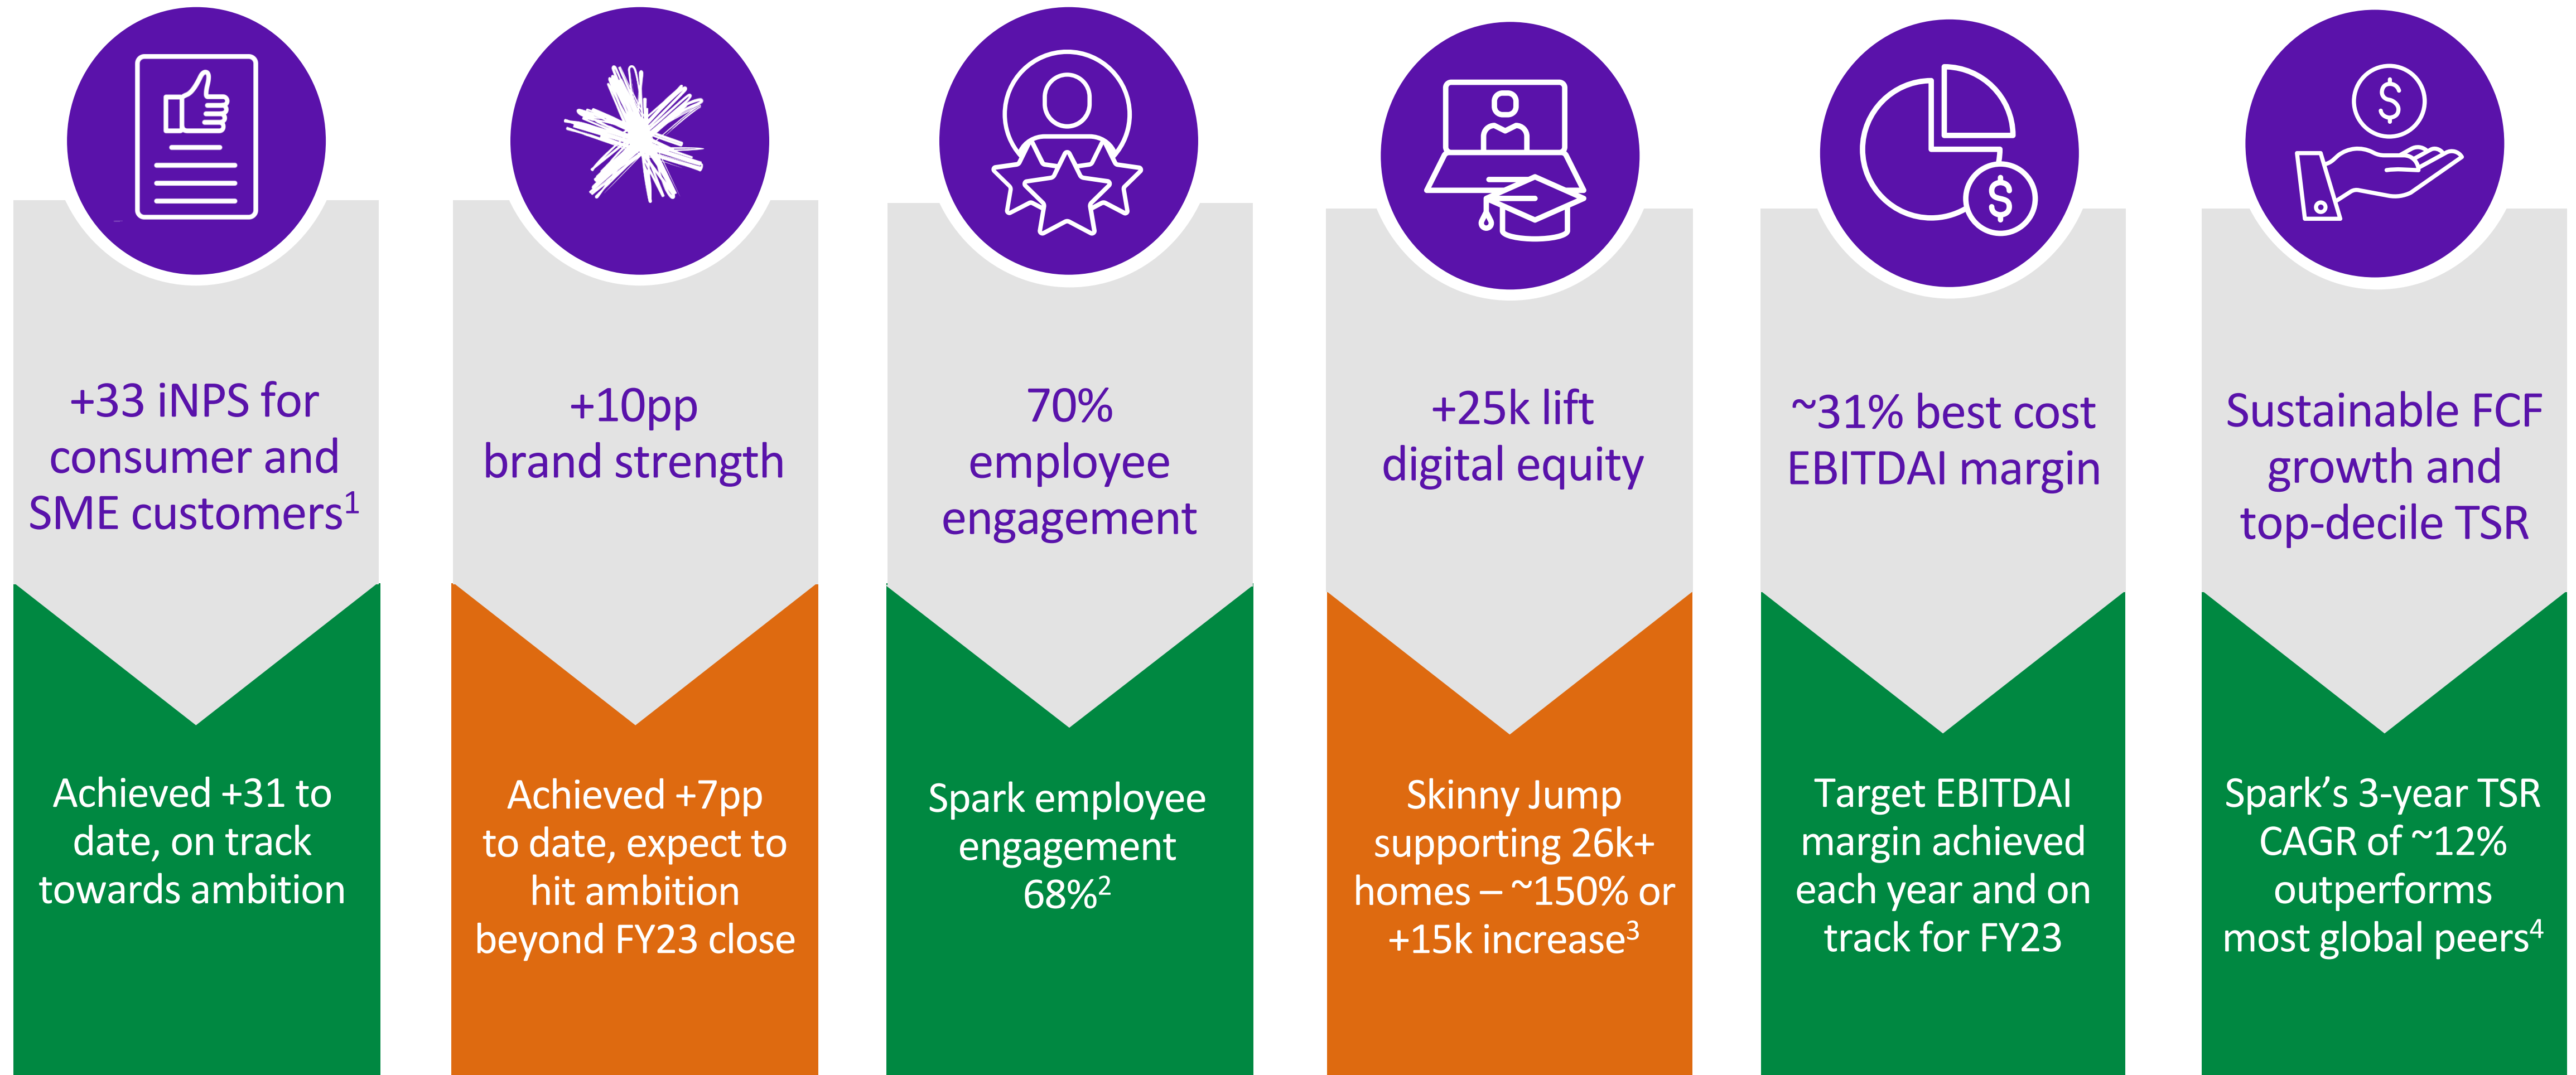 +33 iNPS for
consumer and
SME customers¹
Achieved +31 to
date, on track
towards ambition
+10pp
brand strength
Achieved +7pp
to date, expect to
hit ambition
beyond FY23 close
70%
employee
engagement
Spark employee
engagement
68%²
+25k lift
digital equity
Skinny Jump
supporting 26k+
homes – ~150% or
+15k increase³
$
~31% best cost
EBITDAI margin
Target EBITDAI
margin achieved
each year and on
track for FY23
$
Sustainable FCF
growth and
top-decile TSR
Spark’s 3-year TSR
CAGR of ~12%
outperforms
most global peers⁴